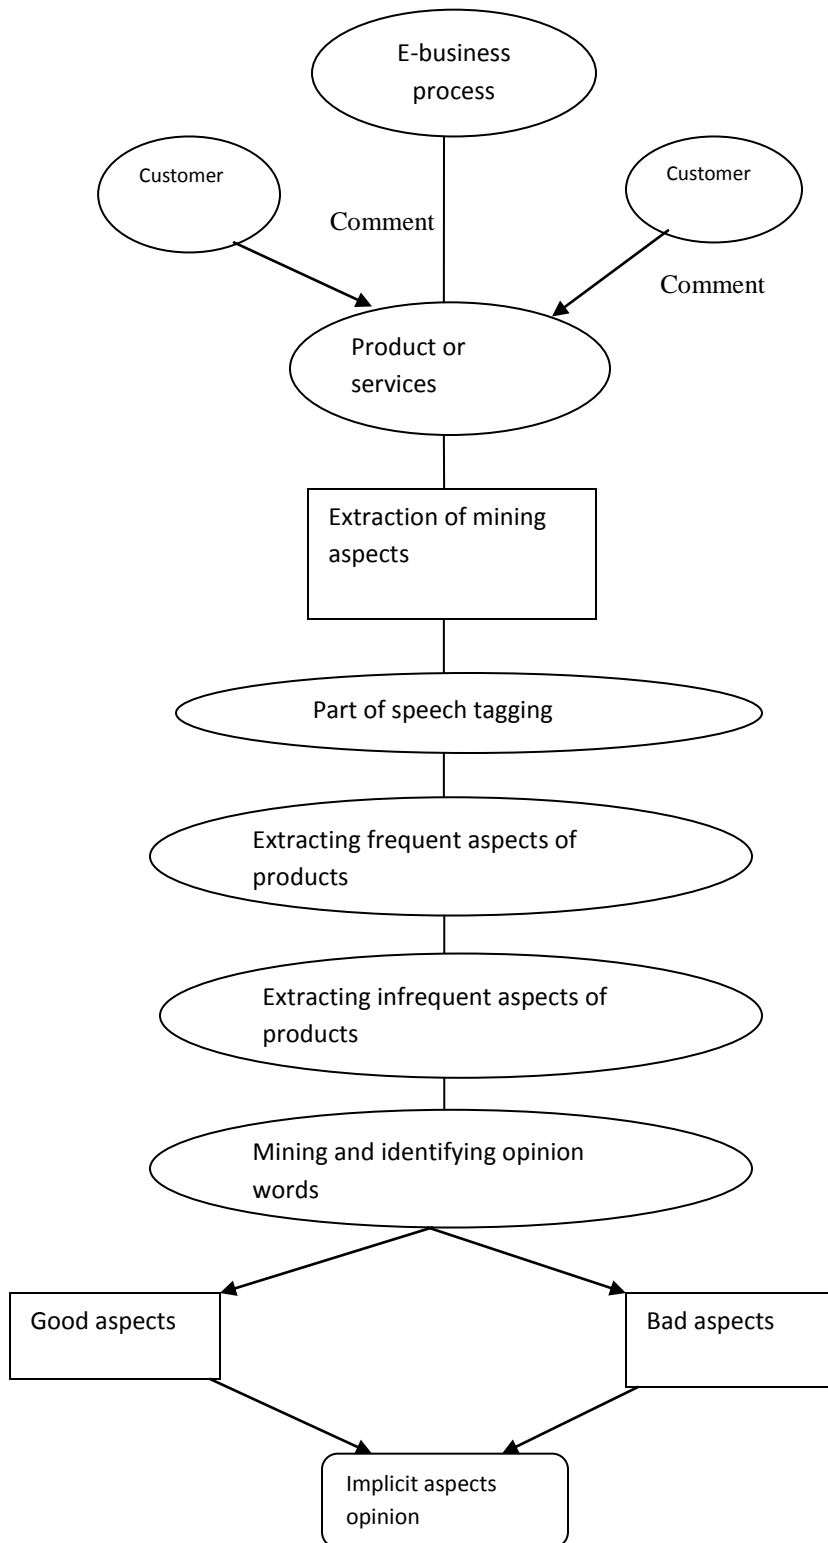 E-business
process
Customer
Customer
Comment
Comment
Product or
services
Extraction of mining
aspects
Part of speech tagging
Extracting frequent aspects of
products
Extracting infrequent aspects of
products
Mining and identifying opinion
words
Good aspects
Bad aspects
Implicit aspects
opinion